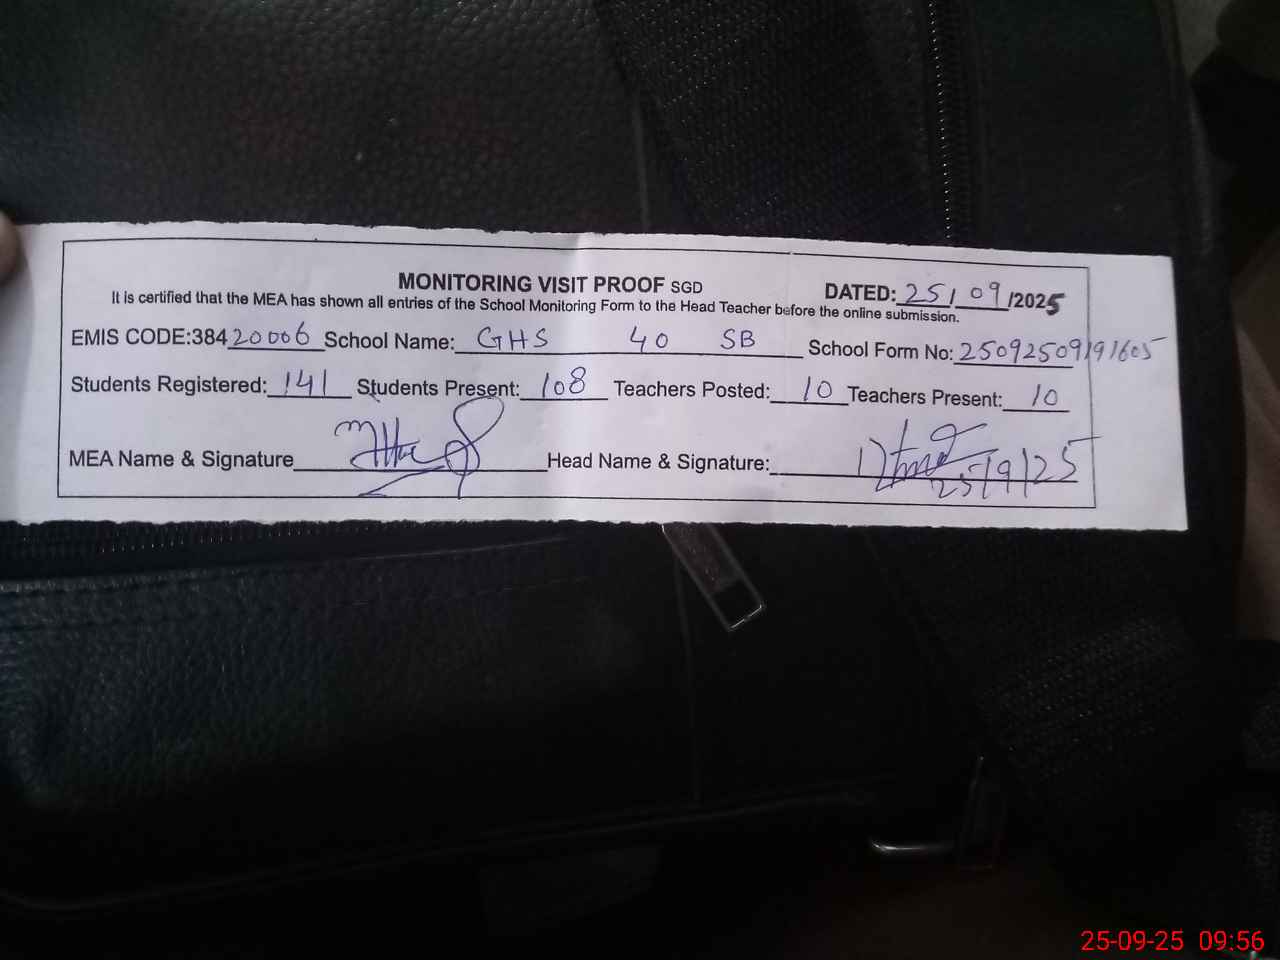 MONITORING VISIT PROOF SGD
DATED: 25/09/2025
It is certified that the MEA has shown all entries of the School Monitoring Form to the Head Teacher before the online submission.
EMIS CODE:38420006 School Name: GHS 40 SB School Form No: 25092509191605
Students Registered: 141 Students Present: 108 Teachers Posted: 10 Teachers Present: 10
MEA Name & Signature Head Name & Signature:
25/9/25
25-09-25 09:56